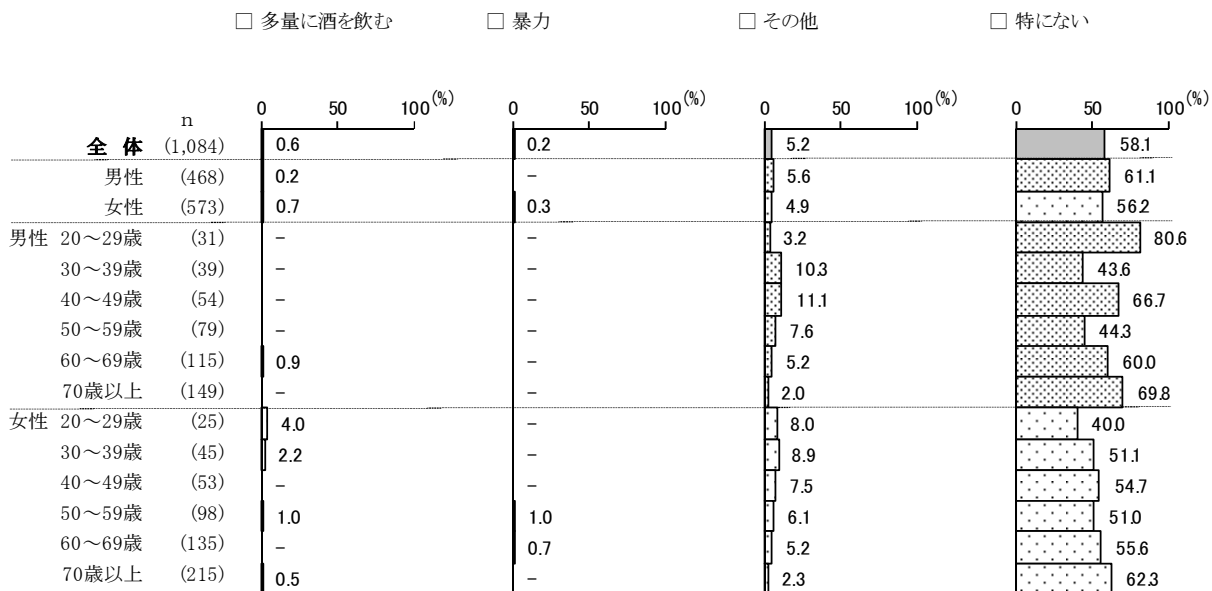 □ 多量に酒を飲む □ 暴力 □ その他 □ 特にない
0 50 100(%) 0 50 100(%) 0 50 100(%) 0 50 100(%)
n
全 体 (1,084) 0.6 0.2 5.2 58.1
男性 (468) 0.2 − 5.6 61.1
女性 (573) 0.7 0.3 4.9 56.2
男性 20～29歳 (31) − − 3.2 80.6
30～39歳 (39) − − 10.3 43.6
40～49歳 (54) − − 11.1 66.7
50～59歳 (79) − − 7.6 44.3
60～69歳 (115) 0.9 − 5.2 60.0
70歳以上 (149) − − 2.0 69.8
女性 20～29歳 (25) 4.0 − 8.0 40.0
30～39歳 (45) 2.2 − 8.9 51.1
40～49歳 (53) − − 7.5 54.7
50～59歳 (98) 1.0 1.0 6.1 51.0
60～69歳 (135) − 0.7 5.2 55.6
70歳以上 (215) 0.5 − 2.3 62.3